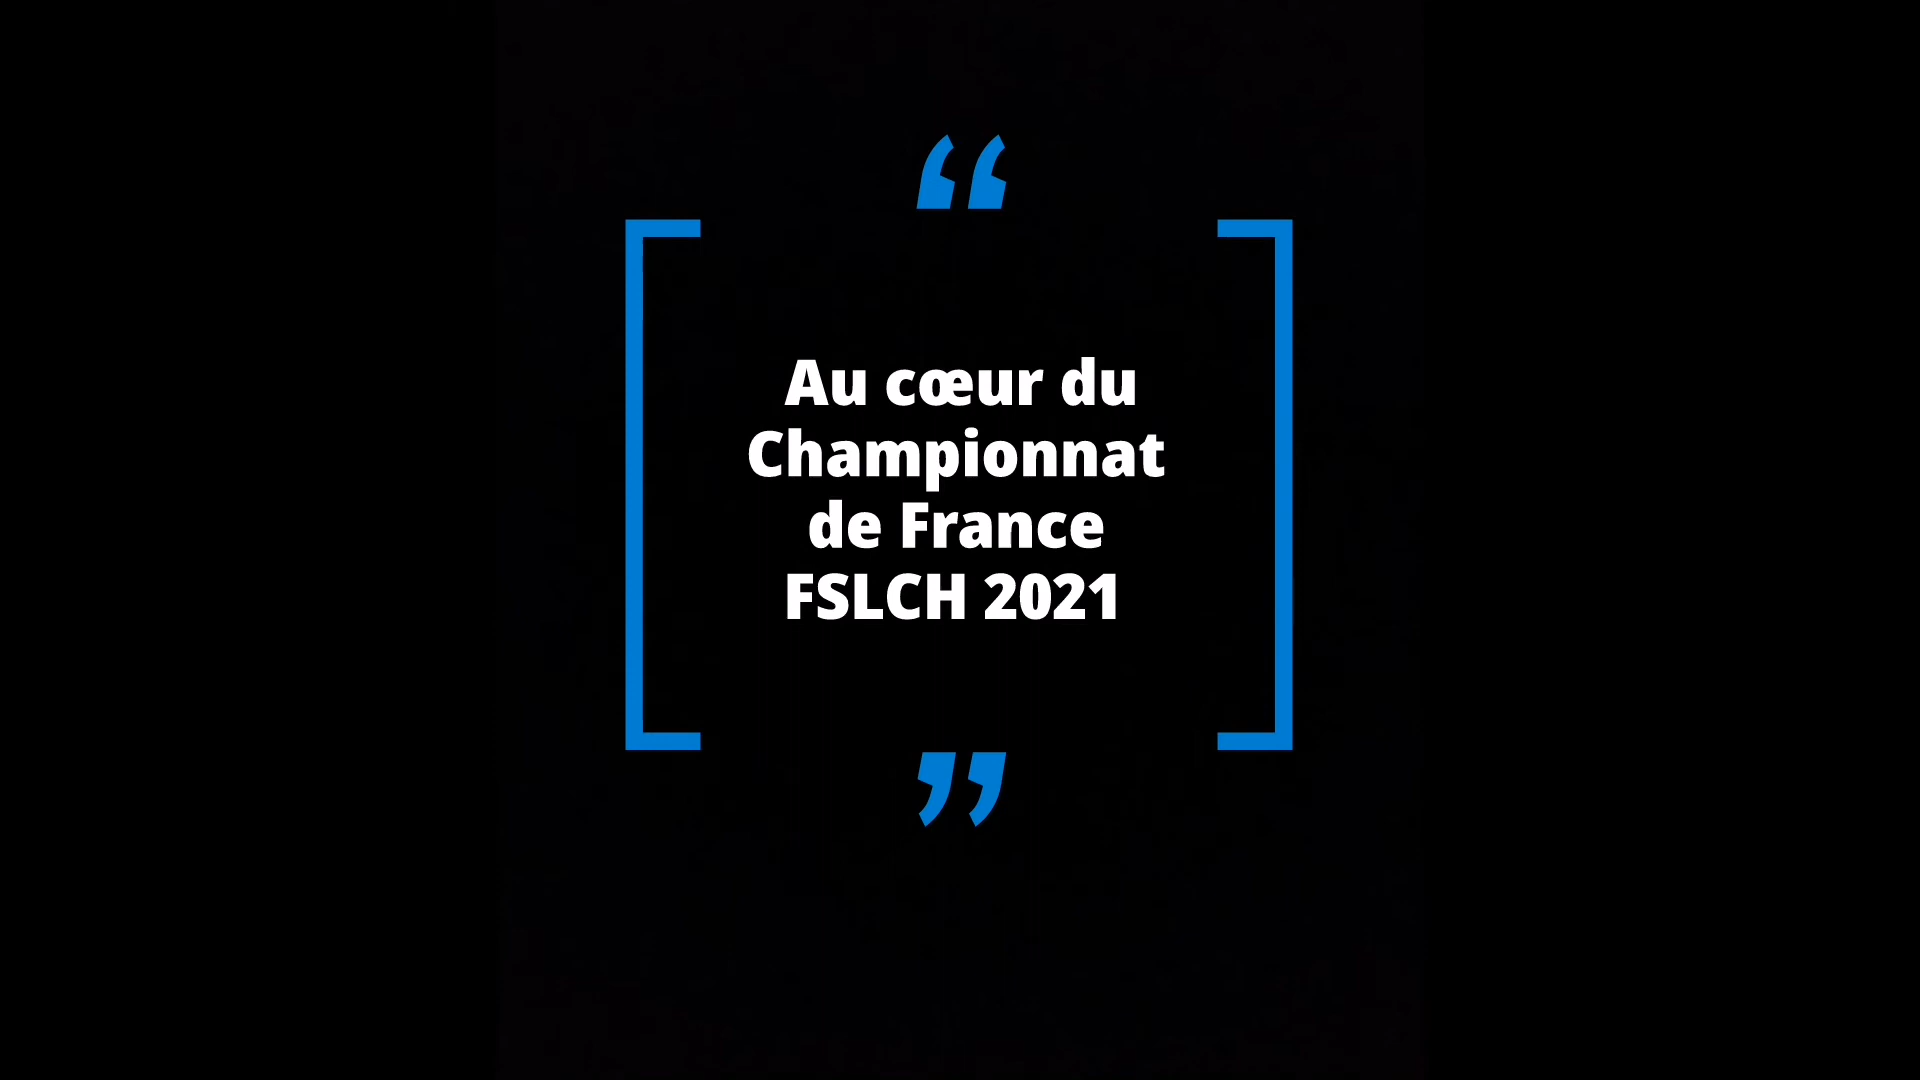 “
Au cœur du
Championnat
de France
FSLCH 2021
”